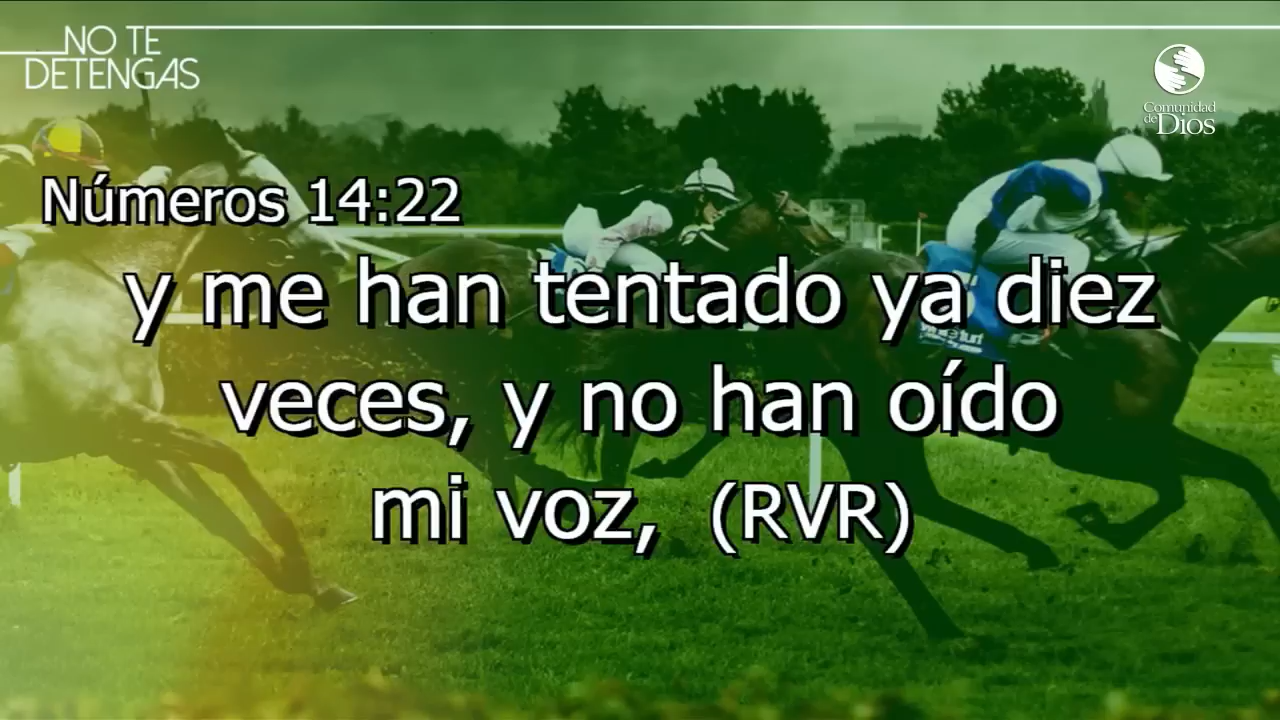 NO TE
DETENGAS
Comunidad
de Dios
Números 14:22
y me han tentado ya diez
veces, y no han oído
mi voz, (RVR)